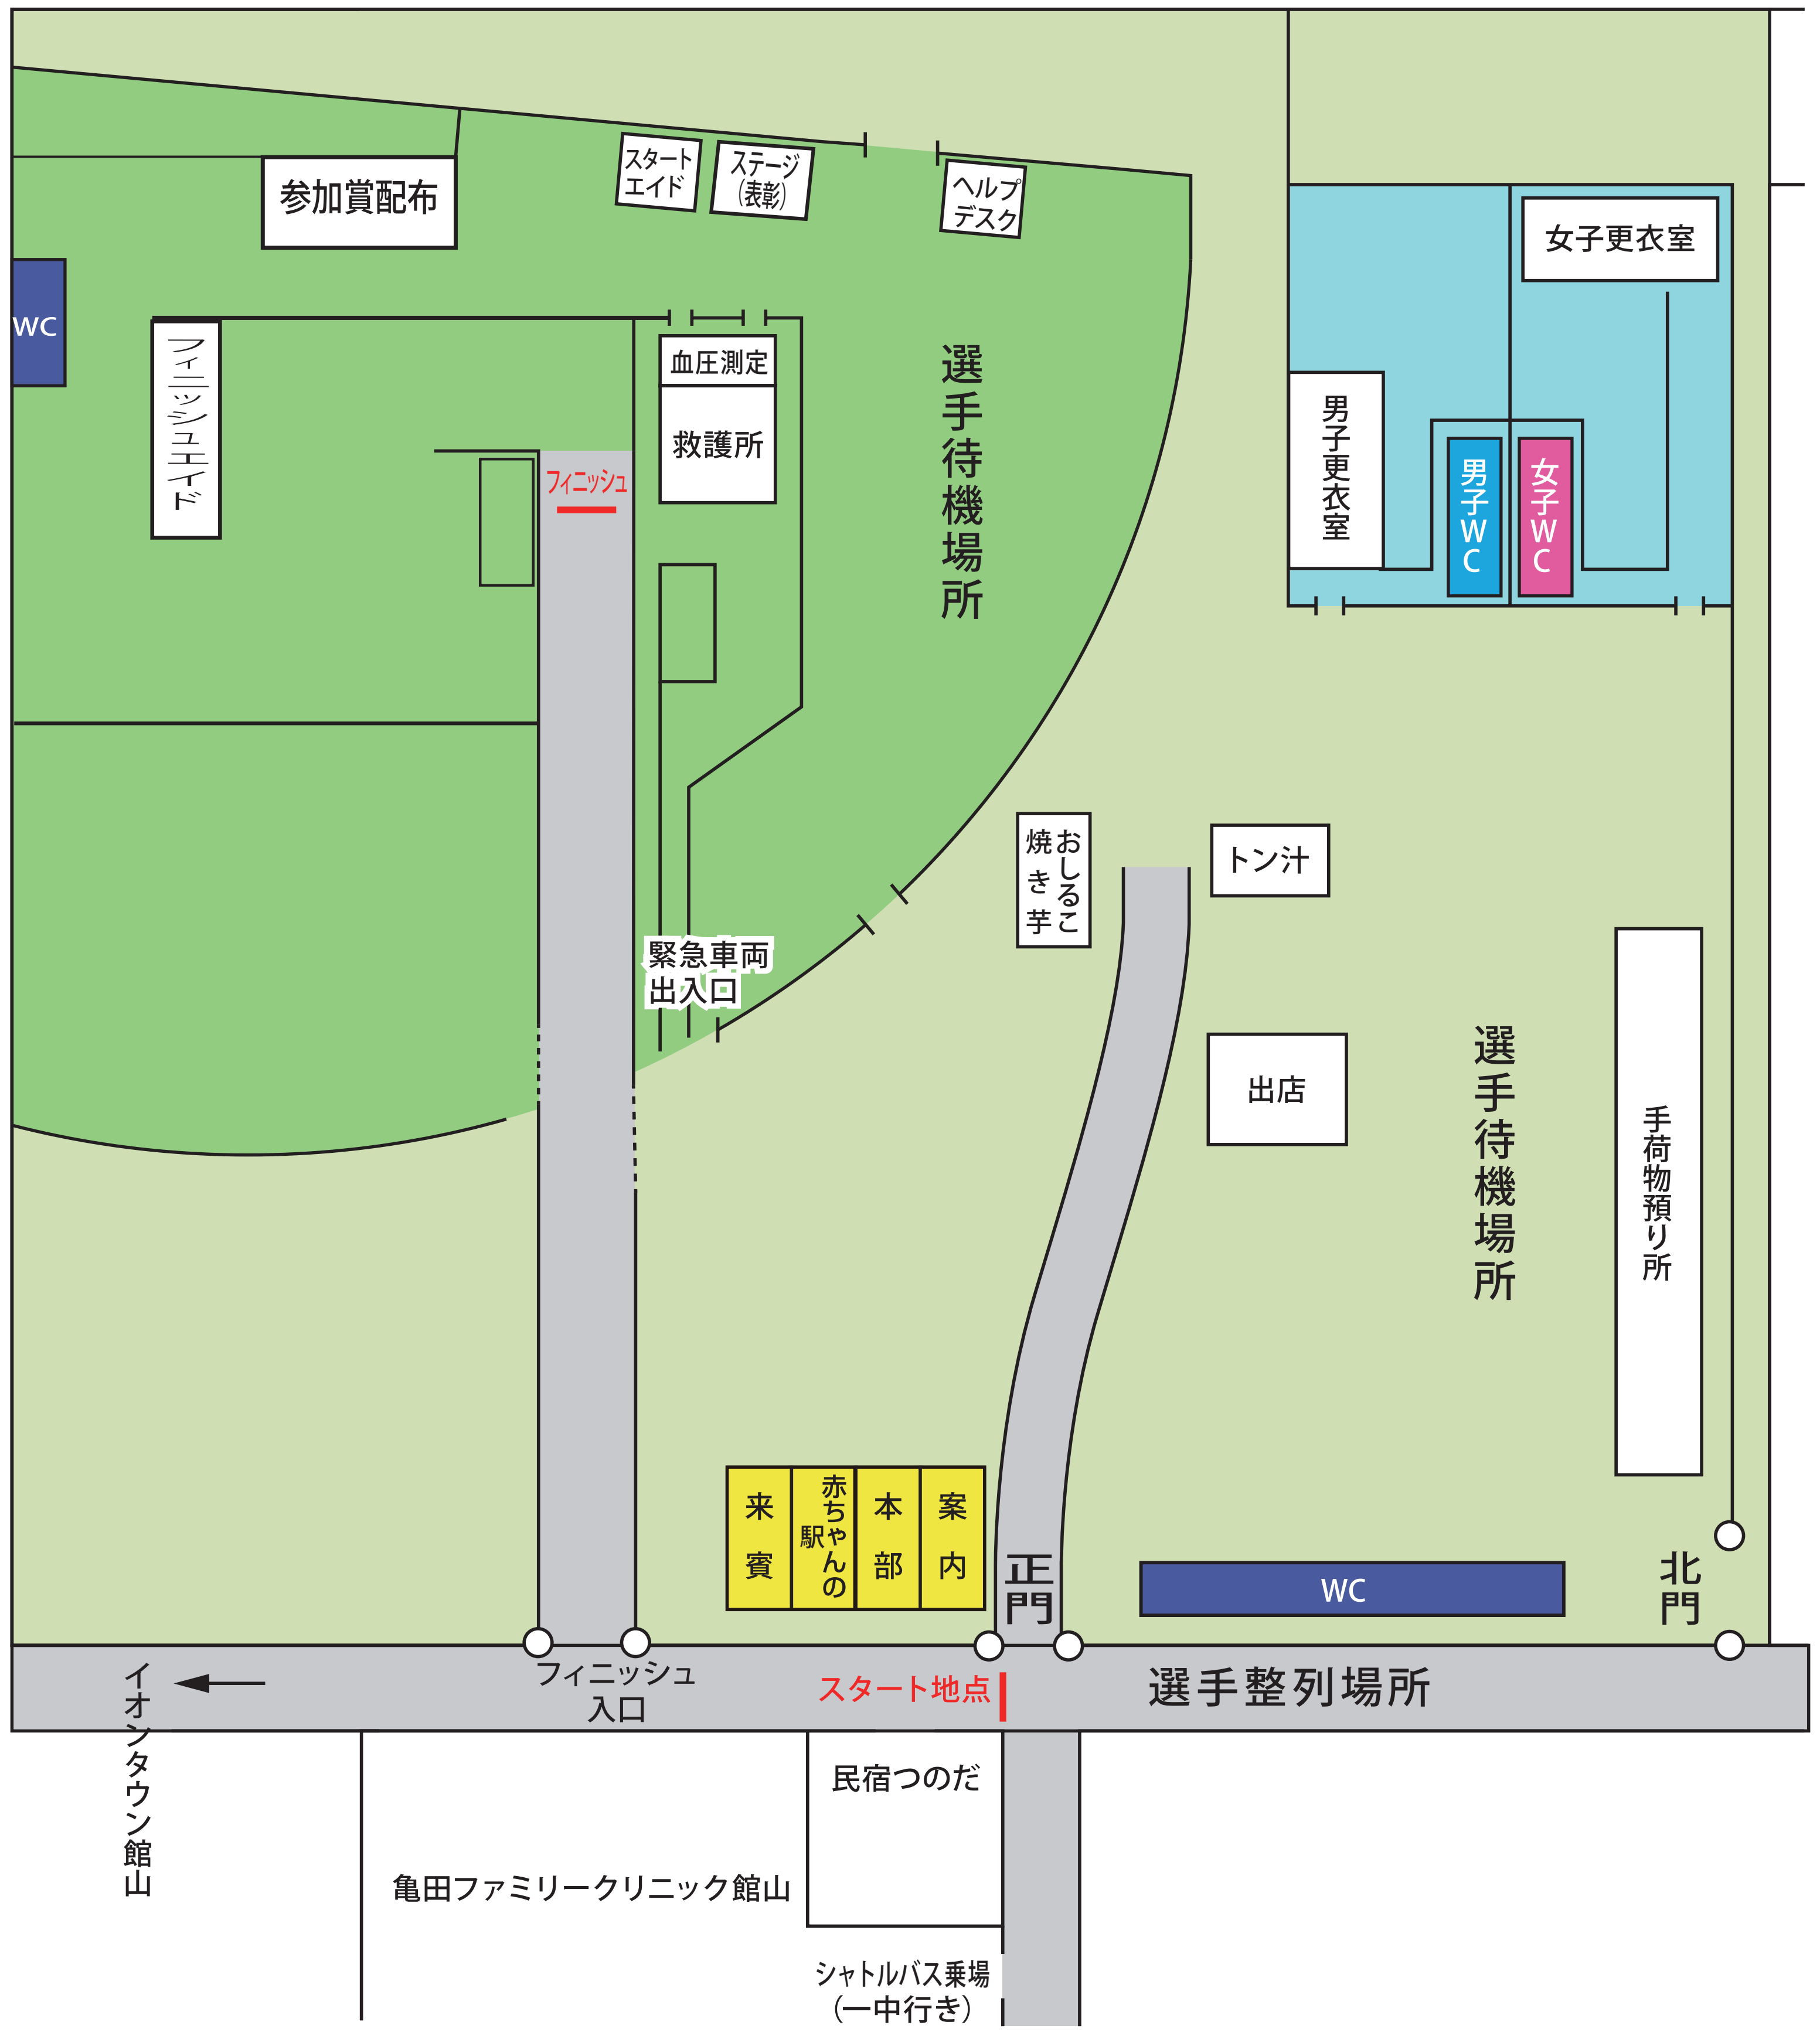 参加賞配布
スタート
エイド
ステージ
(表彰)
ヘルプ
デスク
女子更衣室
WC
フィニッシュエイド
血圧測定
救護所
フィニッシュ
選手待機場所
男子更衣室
男子WC
女子WC
おしるこ
焼き芋
トン汁
緊急車両
出入口
出店
選手待機場所
手荷物預り所
来賓
赤ちゃんの
駅
本部
案内
正門
WC
北門
イオンタウン館山
フィニッシュ
入口
スタート地点
選手整列場所
民宿つのだ
亀田ファミリークリニック館山
シャトルバス乗場
(一中行き)